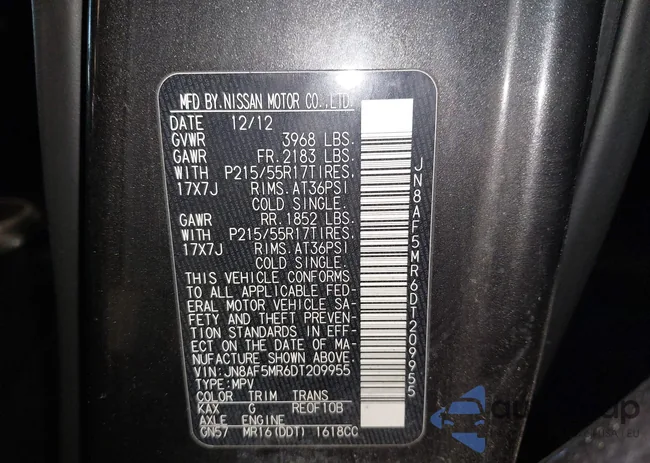 MFD BY.NISSAN MOTOR CO.,LTD.
DATE 12/12
GVWR 3968 LBS.
GAWR FR.2183 LBS.
WITH P215/55R17TIRES,
17X7J RIMS.AT36PSI
COLD SINGLE.
GAWR RR.1852 LBS.
WITH P215/55R17TIRES,
17X7J RIMS.AT36PSI
COLD SINGLE.
THIS VEHICLE CONFORMS
TO ALL APPLICABLE FED-
ERAL MOTOR VEHICLE SA-
FETY AND THEFT PREVEN-
TION STANDARDS IN EFF-
ECT ON THE DATE OF MA-
NUFACTURE SHOWN ABOVE.
VIN:JN8AF5MR6DT209955
TYPE:MPV
COLOR TRIM TRANS
KAX G RE0F10B
AXLE ENGINE
GN57 MR16(DDT) 1618CC
JN8AF5MR6DT209955